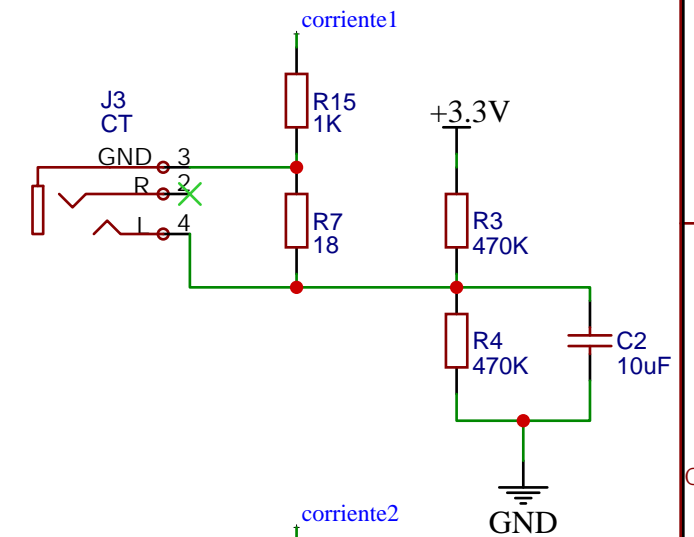 corriente1
J3
CT
R15
1K
+3.3V
GND 3
R 2
L 4
R7
18
R3
470K
R4
470K
C2
10uF
corriente2
GND